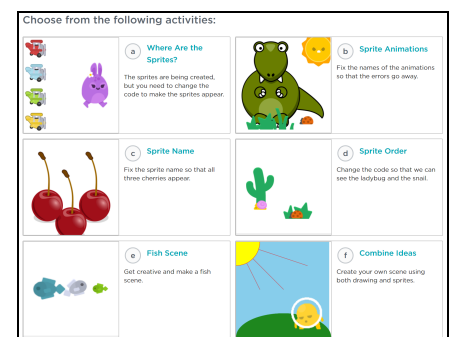 Choose from the following activities:
a
Where Are the
Sprites?
The sprites are being created,
but you need to change the
code to make the sprites appear.
b
Sprite Animations
Fix the names of the animations
so that the errors go away.
c
Sprite Name
Fix the sprite name so that all
three cherries appear.
d
Sprite Order
Change the code so that we can
see the ladybug and the snail.
e
Fish Scene
Get creative and make a fish
scene.
f
Combine Ideas
Create your own scene using
both drawing and sprites.